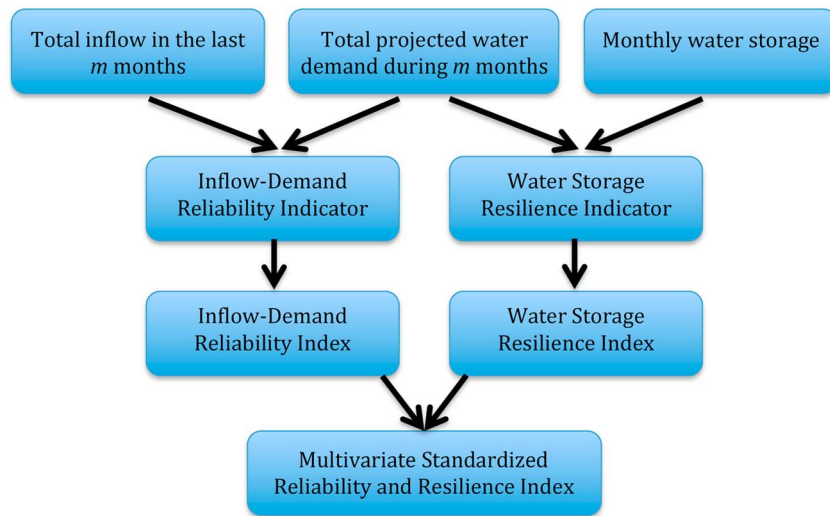 Total inflow in the last
m months
Total projected water
demand during m months
Monthly water storage
Inflow-Demand
Reliability Indicator
Water Storage
Resilience Indicator
Inflow-Demand
Reliability Index
Water Storage
Resilience Index
Multivariate Standardized
Reliability and Resilience Index